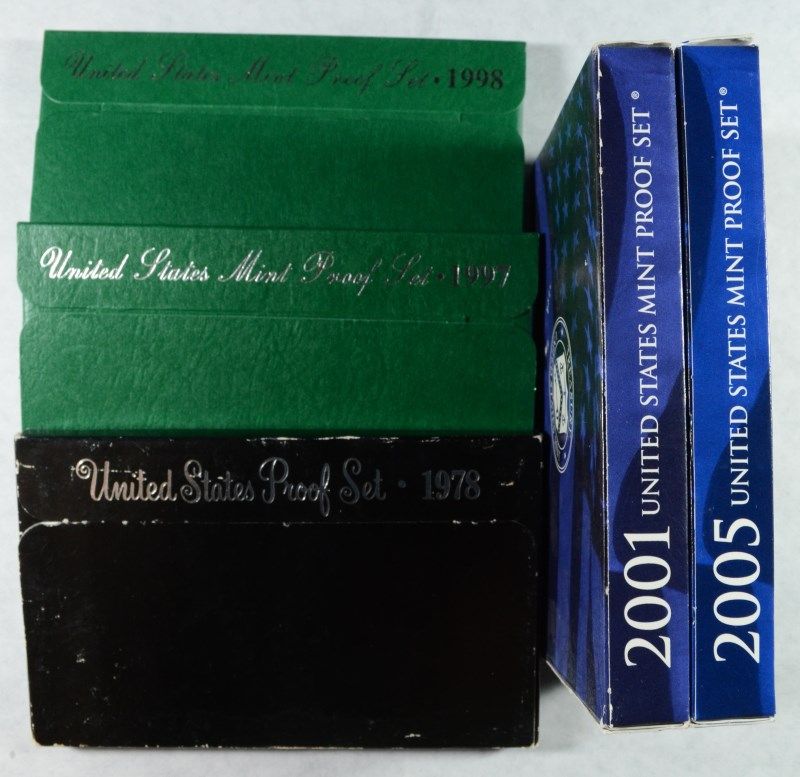 United States Mint Proof Set · 1998
United States Mint Proof Set · 1997
United States Proof Set · 1978
2001 UNITED STATES MINT PROOF SET®
2005 UNITED STATES MINT PROOF SET®